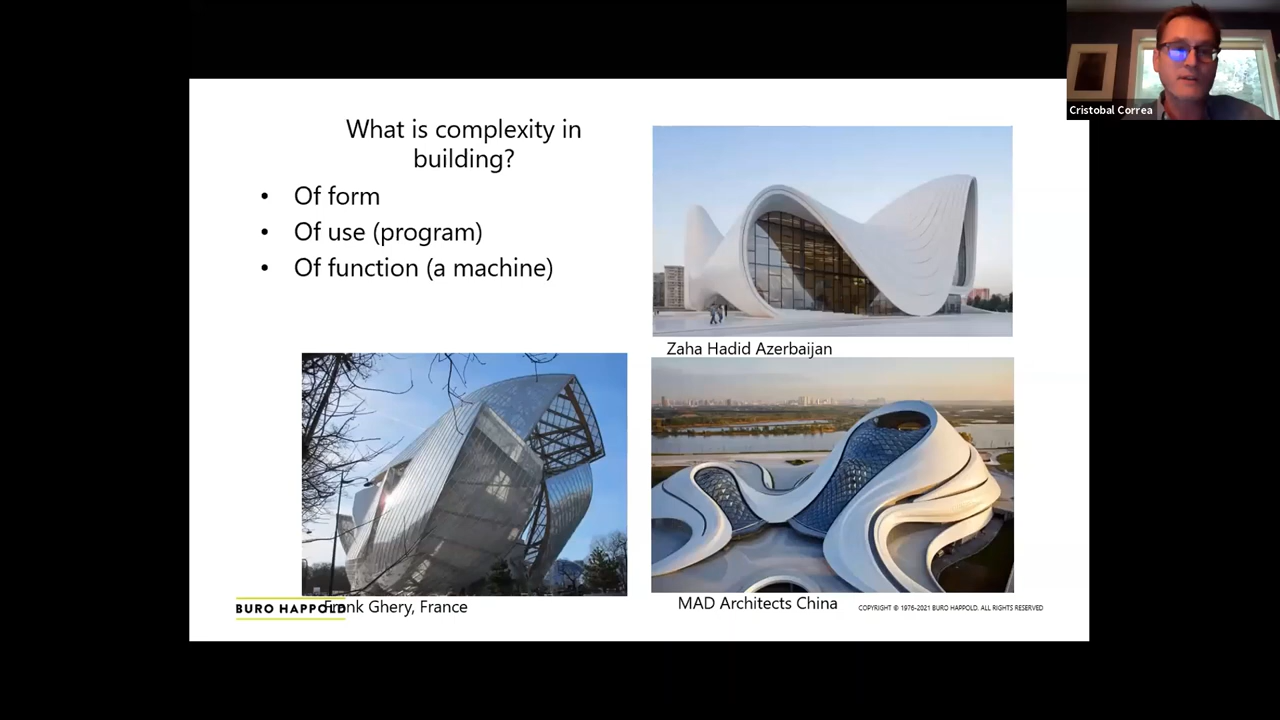 Cristobal Correa
What is complexity in
building?
• Of form
• Of use (program)
• Of function (a machine)
Zaha Hadid Azerbaijan
BURO HAPPOLD
Frank Ghery, France
MAD Architects China
COPYRIGHT © 1976-2021 BURO HAPPOLD. ALL RIGHTS RESERVED